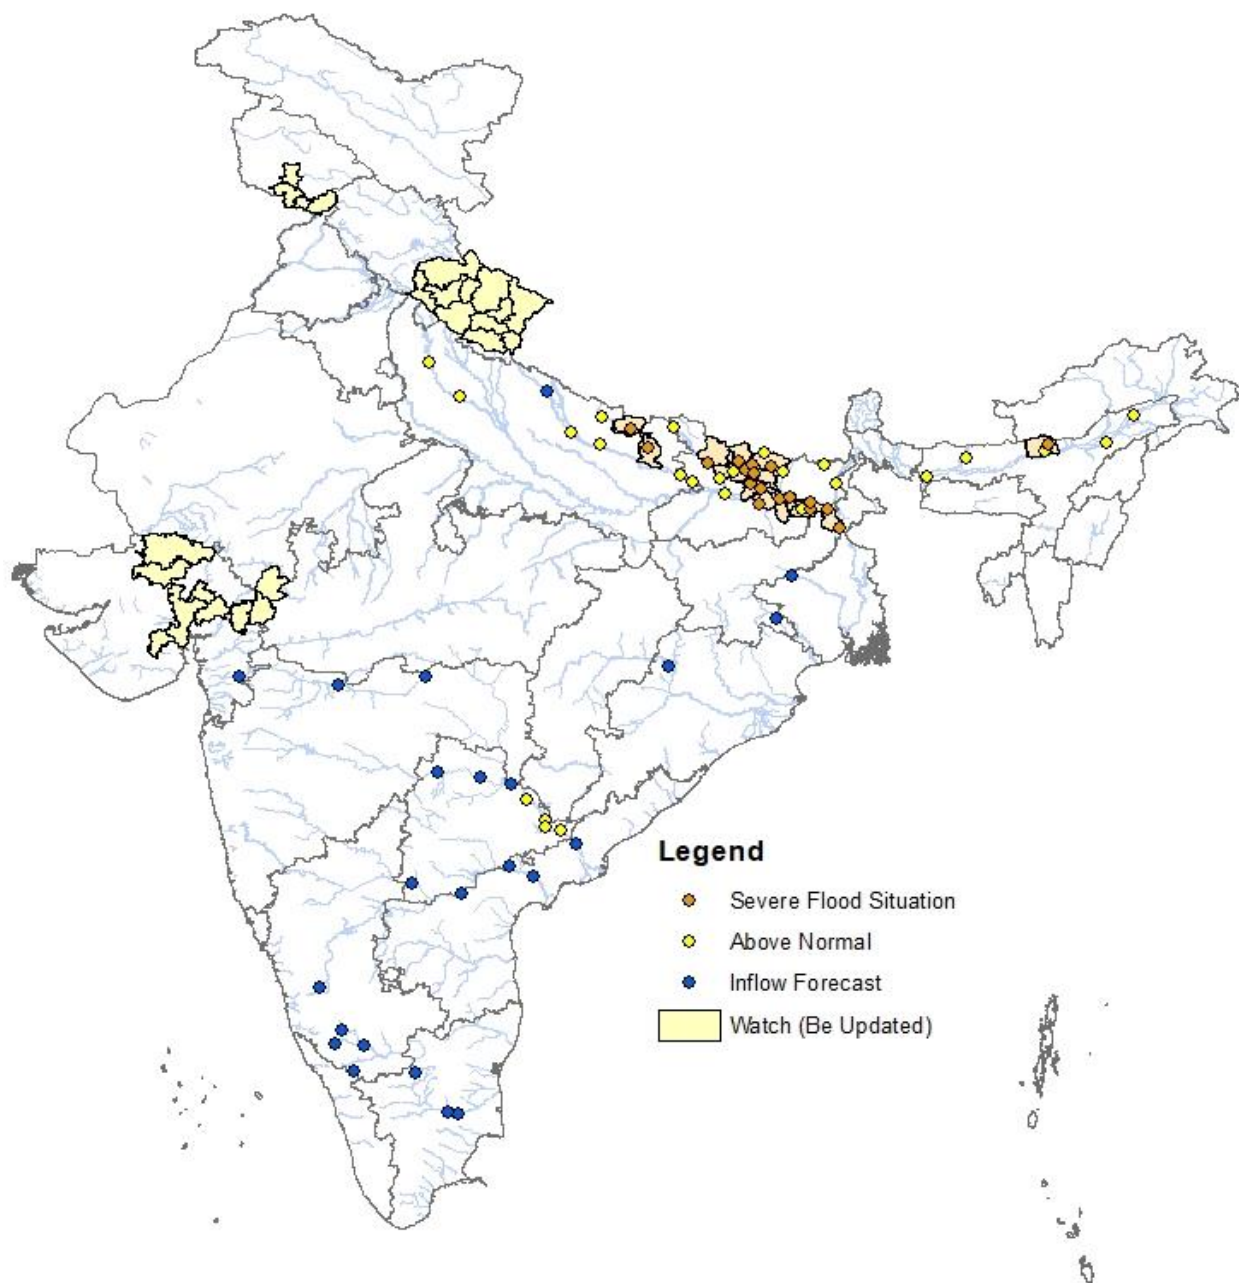 Legend
Severe Flood Situation
Above Normal
Inflow Forecast
Watch (Be Updated)